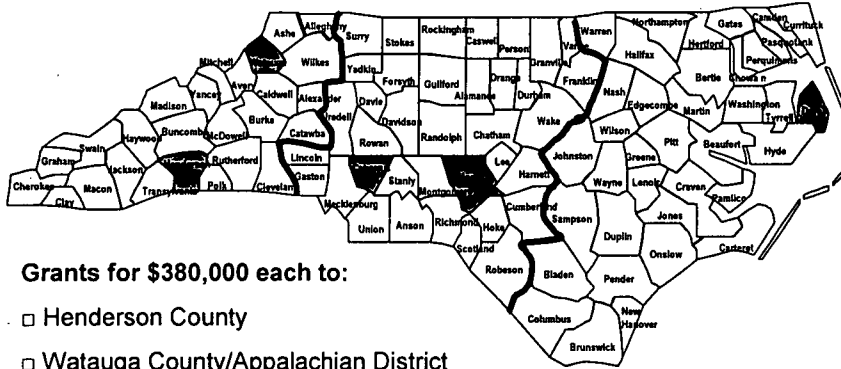 Ashe Alleghany Surry Stokes Rockingham Caswell Person Granville Vance Warren Northampton Gates Camden Currituck
Pasquotank
Perquimans
Hertford
Halifax
Mitchell Watauga Wilkes Yadkin Forsyth Guilford Alamance Orange Durham Franklin Nash Bertie Chowan
Avery
Yancey Caldwell Alexander Davie Edgecombe Martin Washington Tyrrell
Madison Iredell Davidson Wake
Burke
Buncombe McDowell Catawba Rowan Randolph Chatham Wilson Pitt Beaufort Hyde
Haywood
Swain
Graham Jackson Rutherford Lincoln Lee Johnston Greene
Cherokee Macon Transylvania Polk Cleveland Gaston Stanly Montgomery Harnett Wayne Lenoir Craven Pamlico
Clay
Mecklenburg Cumberland Sampson Jones
Union Anson Richmond Hoke Duplin Onslow Carteret
Scotland
Robeson Bladen Pender
Columbus New
Hanover
Brunswick
Grants for $380,000 each to:
□ Henderson County
□ Watauga County/Appalachian District